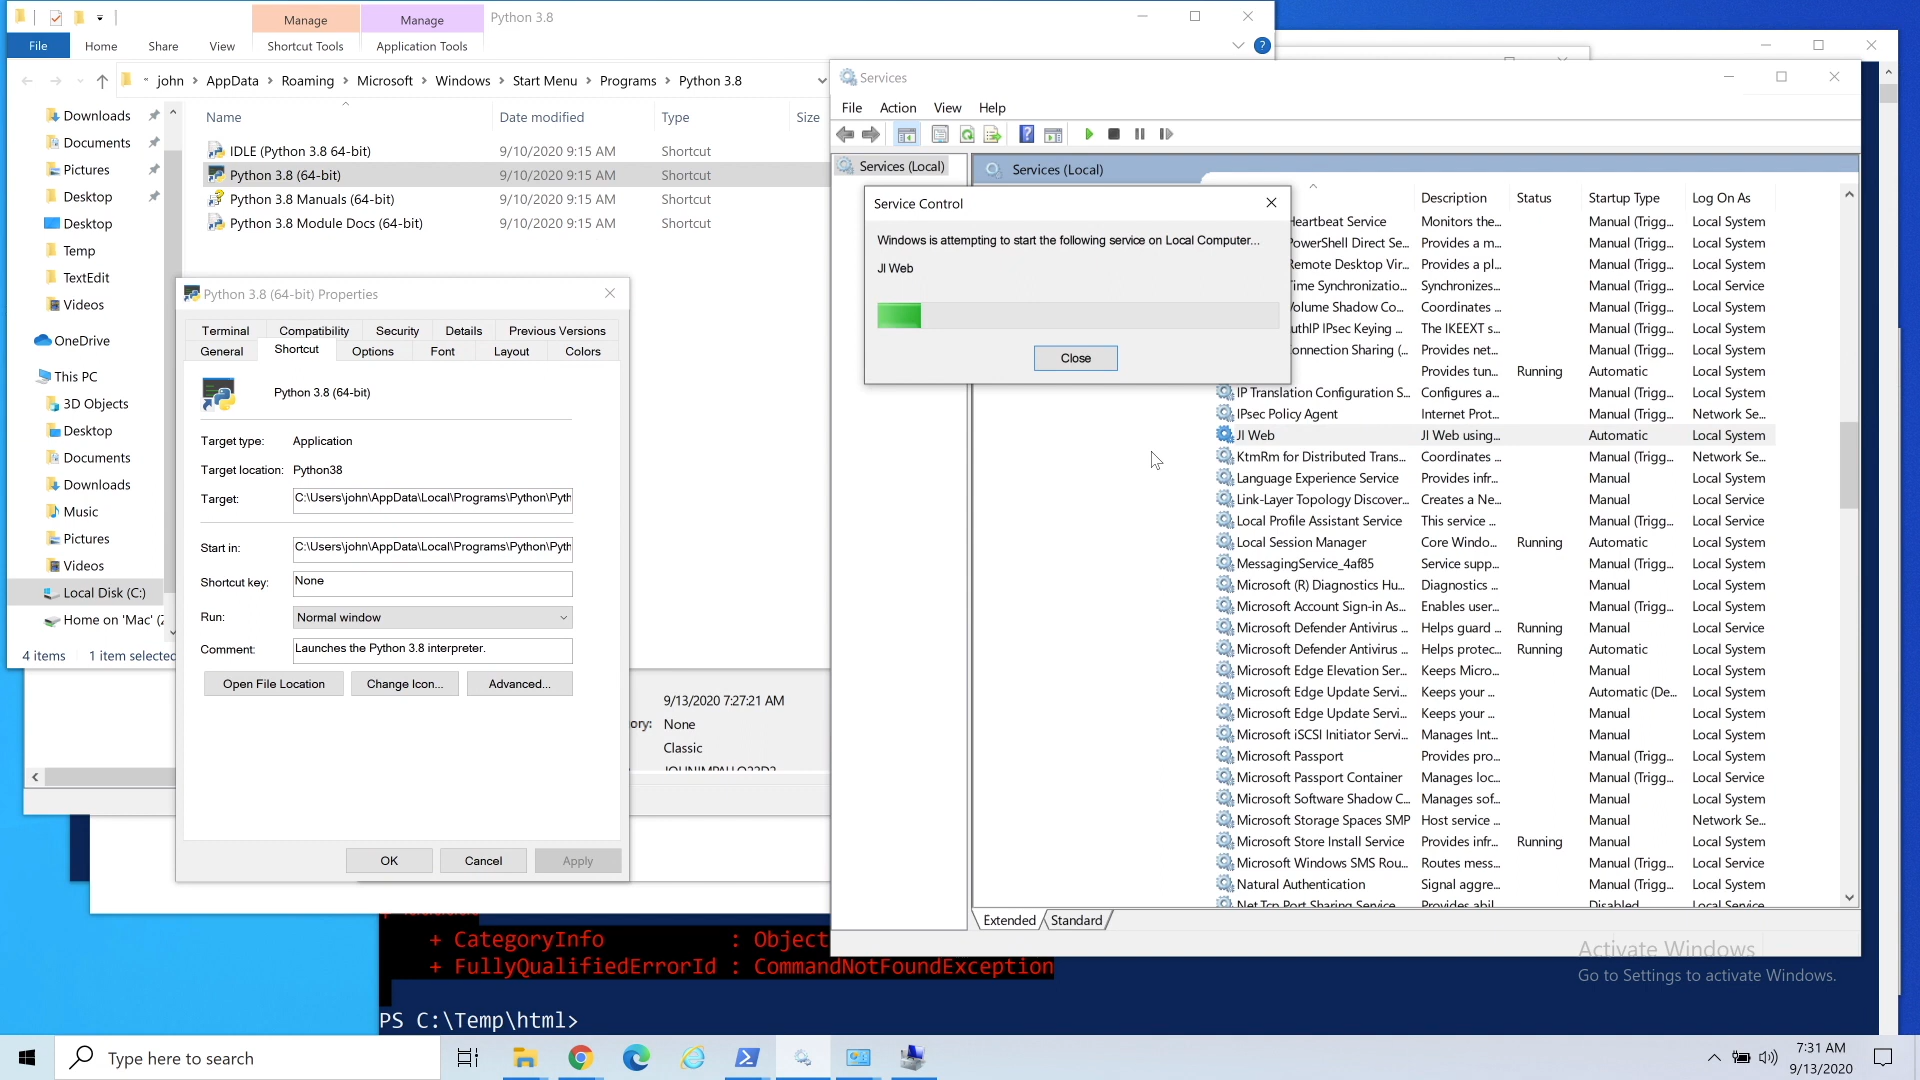 Manage
Manage
Python 3.8
File
Home
Share
View
Shortcut Tools
Application Tools
john > AppData > Roaming > Microsoft > Windows > Start Menu > Programs > Python 3.8
Name
Date modified
Type
Size
IDLE (Python 3.8 64-bit) 9/10/2020 9:15 AM Shortcut
Python 3.8 (64-bit) 9/10/2020 9:15 AM Shortcut
Python 3.8 Manuals (64-bit) 9/10/2020 9:15 AM Shortcut
Python 3.8 Module Docs (64-bit) 9/10/2020 9:15 AM Shortcut
Downloads
Documents
Pictures
Desktop
Desktop
Temp
TextEdit
Videos
OneDrive
This PC
3D Objects
Desktop
Documents
Downloads
Music
Pictures
Videos
Local Disk (C:)
Home on 'Mac' (Z
4 items 1 item selected
Python 3.8 (64-bit) Properties
Terminal Compatibility Security Details Previous Versions
General Shortcut Options Font Layout Colors
Python 3.8 (64-bit)
Target type: Application
Target location: Python38
Target: C:\Users\john\AppData\Local\Programs\Python\Pyth
Start in: C:\Users\john\AppData\Local\Programs\Python\Pyth
Shortcut key: None
Run: Normal window
Comment: Launches the Python 3.8 interpreter.
Open File Location Change Icon... Advanced...
OK Cancel Apply
9/13/2020 7:27:21 AM
ory: None
Classic
+ CategoryInfo : Object
+ FullyQualifiedErrorId : CommandNotFoundException
PS C:\Temp\html>
Services
File Action View Help
Services (Local)
Services (Local)
Service Control
Windows is attempting to start the following service on Local Computer...
JI Web
Close
Description Status Startup Type Log On As
Heartbeat Service Monitors the... Manual (Trigg... Local System
PowerShell Direct Se... Provides a m... Manual (Trigg... Local System
Remote Desktop Vir... Provides a pl... Manual (Trigg... Local System
Time Synchronizatio... Synchronizes... Manual (Trigg... Local Service
Volume Shadow Co... Coordinates ... Manual (Trigg... Local System
uthIP IPsec Keying ... The IKEEXT s... Manual (Trigg... Local System
onnection Sharing (... Provides net... Manual (Trigg... Local System
Provides tun... Running Automatic Local System
IP Translation Configuration S... Configures a... Manual (Trigg... Local System
IPsec Policy Agent Internet Prot... Manual (Trigg... Network Se...
JI Web JI Web using... Automatic Local System
KtmRm for Distributed Trans... Coordinates ... Manual (Trigg... Network Se...
Language Experience Service Provides infr... Manual Local System
Link-Layer Topology Discover... Creates a Ne... Manual Local Service
Local Profile Assistant Service This service ... Manual (Trigg... Local Service
Local Session Manager Core Windo... Running Automatic Local System
MessagingService_4af85 Service supp... Manual (Trigg... Local System
Microsoft (R) Diagnostics Hu... Diagnostics ... Manual Local System
Microsoft Account Sign-in As... Enables user... Manual (Trigg... Local System
Microsoft Defender Antivirus ... Helps guard ... Running Manual Local Service
Microsoft Defender Antivirus ... Helps protec... Running Automatic Local System
Microsoft Edge Elevation Ser... Keeps Micro... Manual Local System
Microsoft Edge Update Servi... Keeps your ... Automatic (De... Local System
Microsoft Edge Update Servi... Keeps your ... Manual Local System
Microsoft iSCSI Initiator Servi... Manages Int... Manual Local System
Microsoft Passport Provides pro... Manual (Trigg... Local System
Microsoft Passport Container Manages loc... Manual (Trigg... Local Service
Microsoft Software Shadow C... Manages sof... Manual Local System
Microsoft Storage Spaces SMP Host service ... Manual Network Se...
Microsoft Store Install Service Provides infr... Running Manual Local System
Microsoft Windows SMS Rou... Routes mess... Manual (Trigg... Local Service
Natural Authentication Signal aggre... Manual (Trigg... Local System
Net.Tcp Port Sharing Service Provides abil... Disabled Local Service
Extended Standard
Activate Windows
Go to Settings to activate Windows.
Type here to search
7:31 AM
9/13/2020